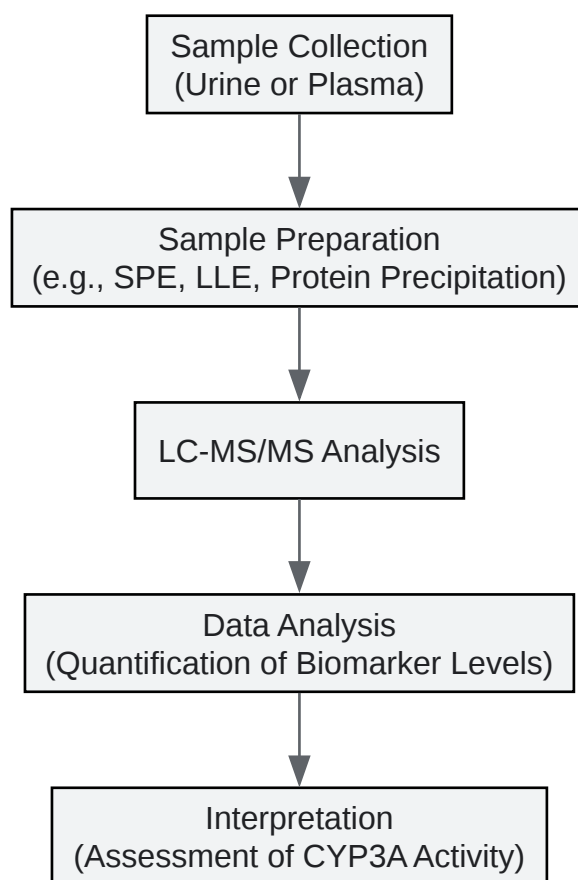 Sample Collection
(Urine or Plasma)
Sample Preparation
(e.g., SPE, LLE, Protein Precipitation)
LC-MS/MS Analysis
Data Analysis
(Quantification of Biomarker Levels)
Interpretation
(Assessment of CYP3A Activity)